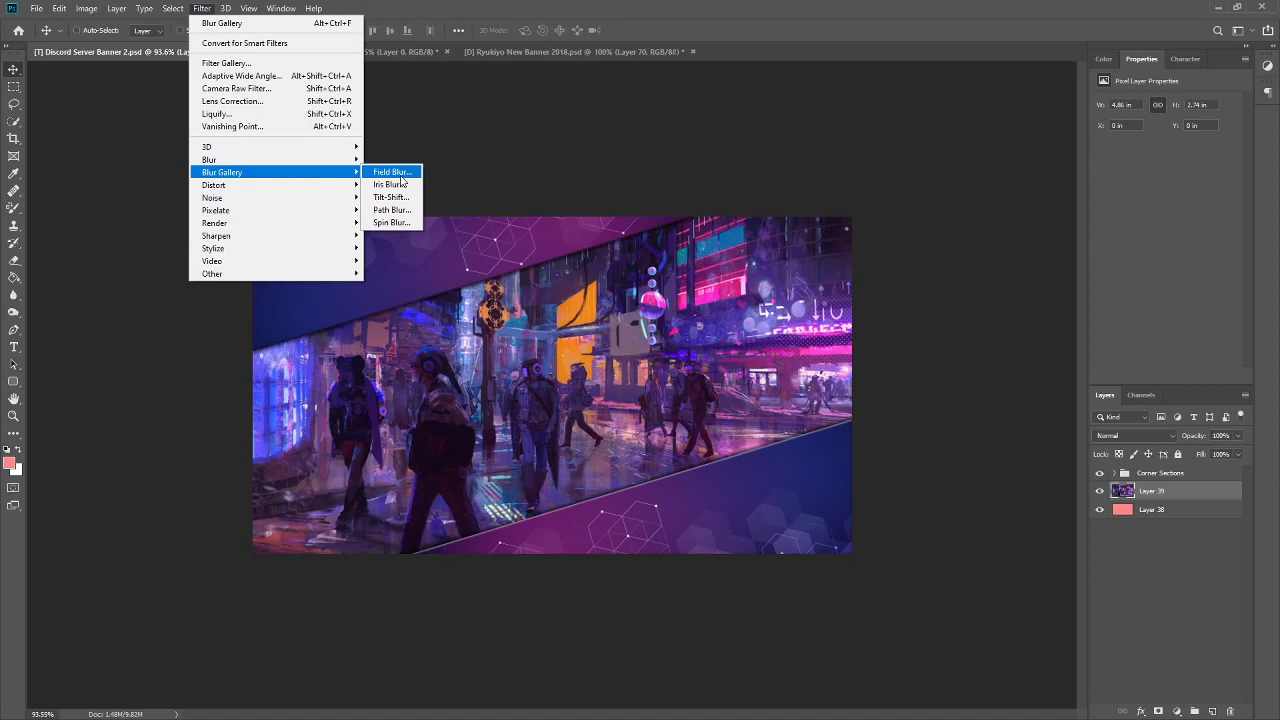 Ps File Edit Image Layer Type Select Filter 3D View Window Help
Auto-Select: Layer 3D Mode:
[T] Discord Server Banner 2.psd @ 93.6% (La 5% (Layer 0, RGB/8) * × [D] Ryukiyo New Banner 2018.psd @ 100% (Layer 70, RGB/8#) * ×
Blur Gallery Alt+Ctrl+F
Convert for Smart Filters
Filter Gallery...
Adaptive Wide Angle... Alt+Shift+Ctrl+A
Camera Raw Filter... Shift+Ctrl+A
Lens Correction... Shift+Ctrl+R
Liquify... Shift+Ctrl+X
Vanishing Point... Alt+Ctrl+V
3D
Blur
Blur Gallery
Distort
Noise
Pixelate
Render
Sharpen
Stylize
Video
Other
Field Blur...
Iris Blur...
Tilt-Shift...
Path Blur...
Spin Blur...
Color Properties Character
Pixel Layer Properties
W: 4.86 in H: 2.74 in
X: 0 in Y: 0 in
Layers Channels
Kind
Normal Opacity: 100%
Lock: Fill: 100%
Corner Sections
Layer 39
Layer 38
93.55% Doc: 1.48M/9.82M